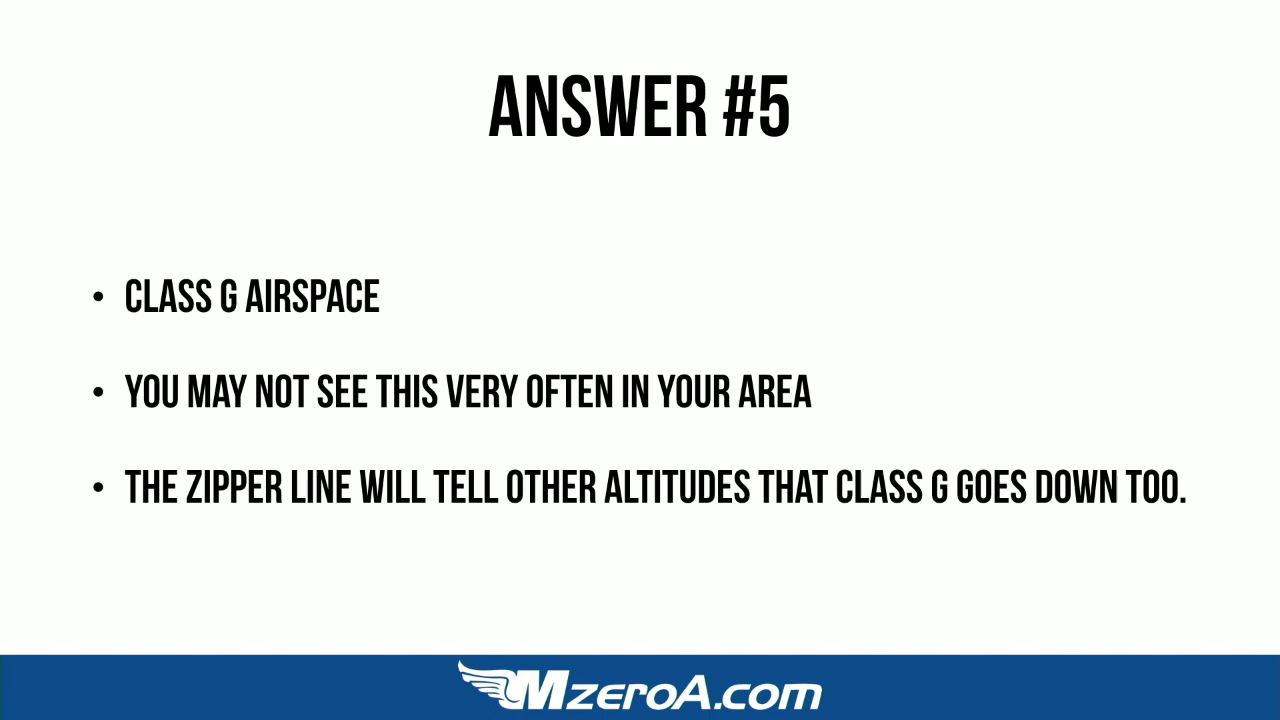 ANSWER #5
• CLASS G AIRSPACE
• YOU MAY NOT SEE THIS VERY OFTEN IN YOUR AREA
• THE ZIPPER LINE WILL TELL OTHER ALTITUDES THAT CLASS G GOES DOWN TOO.
MzeroA.com